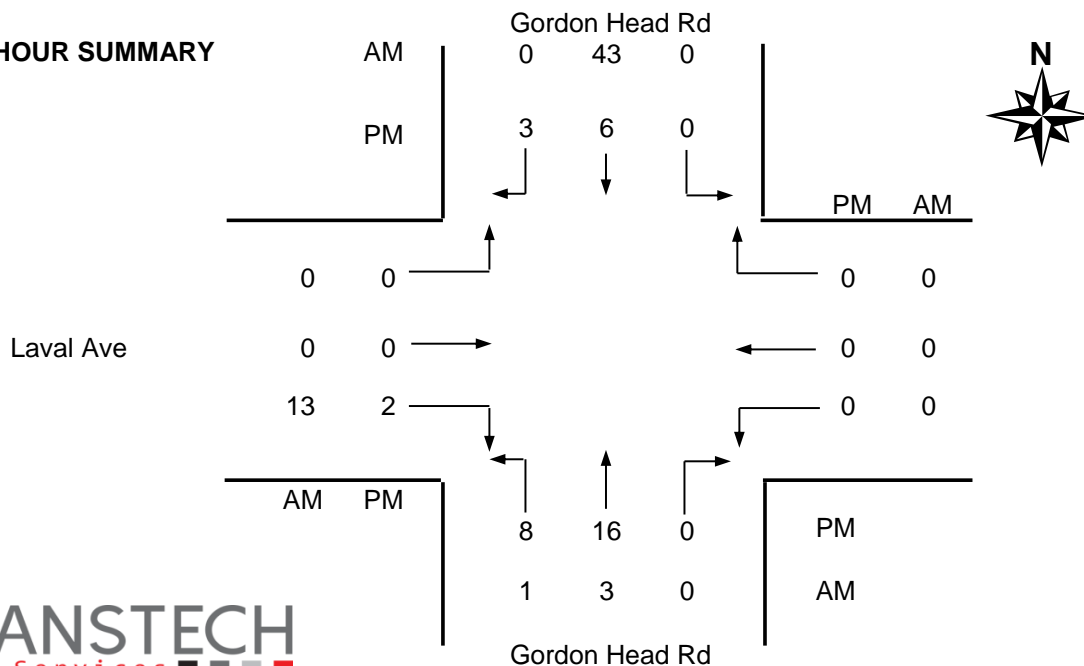 Gordon Head Rd
HOUR SUMMARY AM 0 43 0
N
PM 3 6 0
PM AM
0 0 0 0
Laval Ave 0 0 0 0
13 2 0 0
AM PM
8 16 0 PM
1 3 0 AM
ANSTECH
Services
Gordon Head Rd